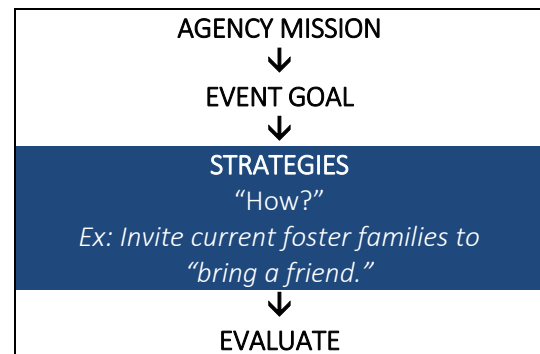 AGENCY MISSION
↓
EVENT GOAL
↓
STRATEGIES
“How?”
Ex: Invite current foster families to
“bring a friend.”
↓
EVALUATE